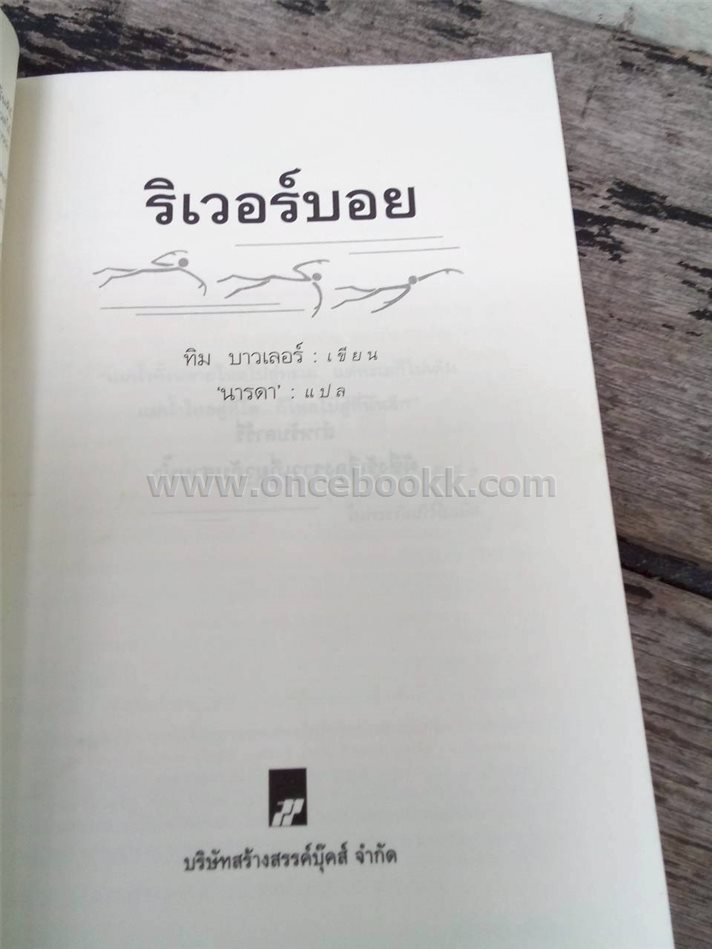 ริเวอร์บอย
ทิม บาวเลอร์ : เขียน
'นารดา' : แปล
www.oncebookk.com
บริษัทสร้างสรรค์บุ๊คส์ จำกัด